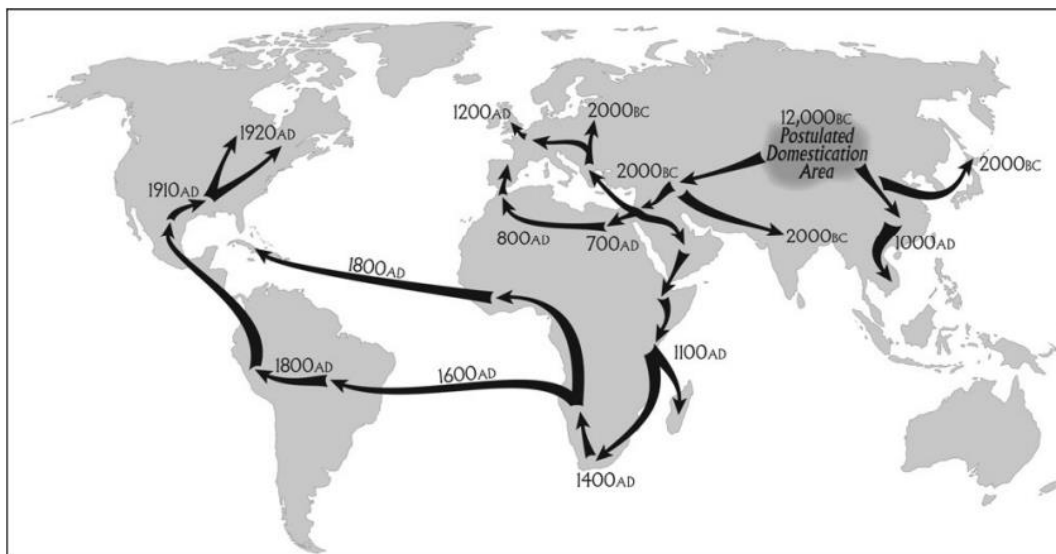 1200AD
2000BC
12,000BC
Postulated
Domestication
Area
1920AD
2000BC
2000BC
1910AD
800AD
700AD
2000BC
1000AD
1800AD
1100AD
1800AD
1600AD
1400AD